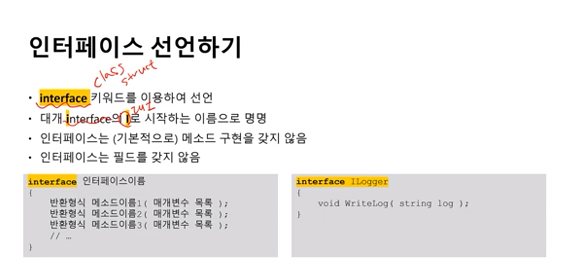 인터페이스 선언하기
class
struct
• interface 키워드를 이용하여 선언
• 대개 interface의 I로 시작하는 이름으로 명명
• 인터페이스는 (기본적으로) 메소드 구현을 갖지 않음
• 인터페이스는 필드를 갖지 않음
interface 인터페이스이름
{
반환형식 메소드이름1( 매개변수 목록 );
반환형식 메소드이름2( 매개변수 목록 );
반환형식 메소드이름3( 매개변수 목록 );
// …
}
interface ILogger
{
void WriteLog( string log );
}